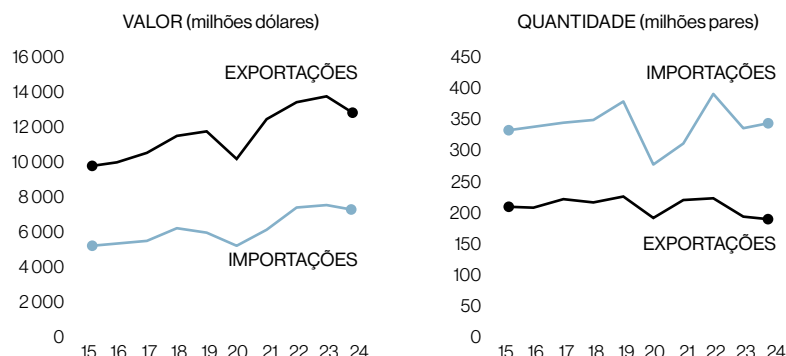 VALOR (milhões dólares)
16 000
14 000
12 000
10 000
8 000
6 000
4 000
2 000
0
EXPORTAÇÕES
IMPORTAÇÕES
15 16 17 18 19 20 21 22 23 24
QUANTIDADE (milhões pares)
450
400
350
300
250
200
150
100
50
0
IMPORTAÇÕES
EXPORTAÇÕES
15 16 17 18 19 20 21 22 23 24